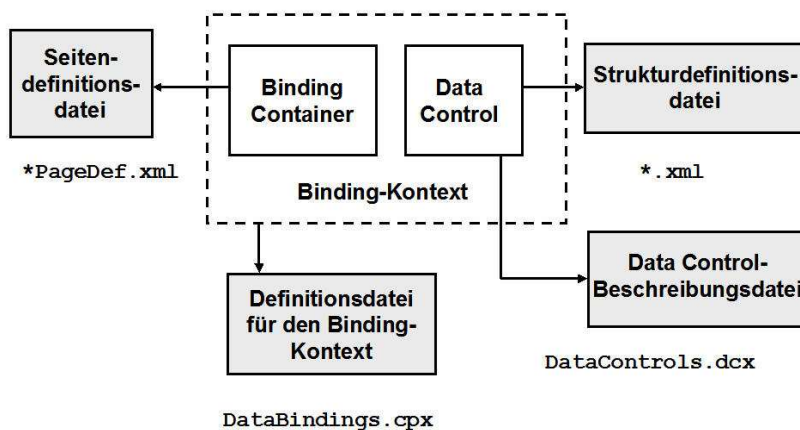 Seiten-
definitions-
datei
*PageDef.xml
Binding
Container
Data
Control
Binding-Kontext
Strukturdefinitions-
datei
*.xml
Definitionsdatei
für den Binding-
Kontext
DataBindings.cpx
Data Control-
Beschreibungsdatei
DataControls.dcx